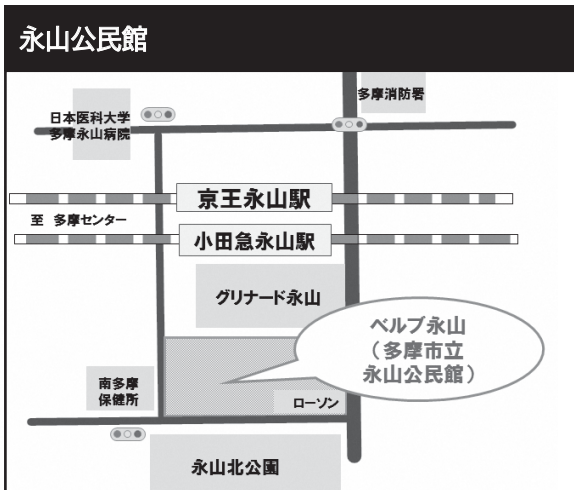 永山公民館
多摩消防署
日本医科大学
多摩永山病院
京王永山駅
至 多摩センター
小田急永山駅
グリナード永山
ベルブ永山
（多摩市立
永山公民館）
南多摩
保健所
ローソン
永山北公園